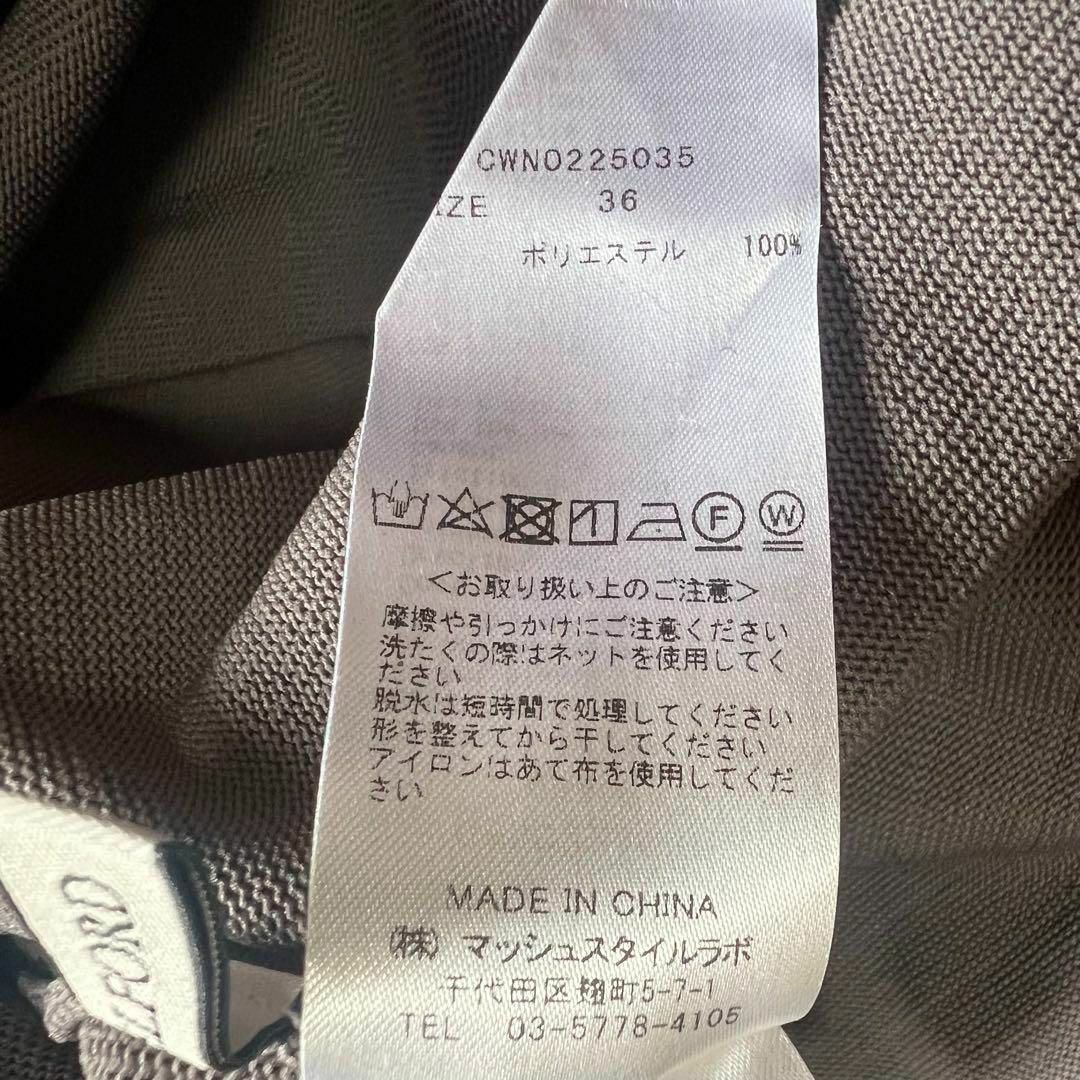 CWNO225035
IZE 36
ポリエステル 100%
F W
<お取り扱い上のご注意>
摩擦や引っかけにご注意ください
洗たくの際はネットを使用してく
ださい
脱水は短時間で処理してください
形を整えてから干してください
アイロンはあて布を使用してくだ
さい
MADE IN CHINA
(株) マッシュスタイルラボ
千代田区麹町5-7-1
TEL 03-5778-4105